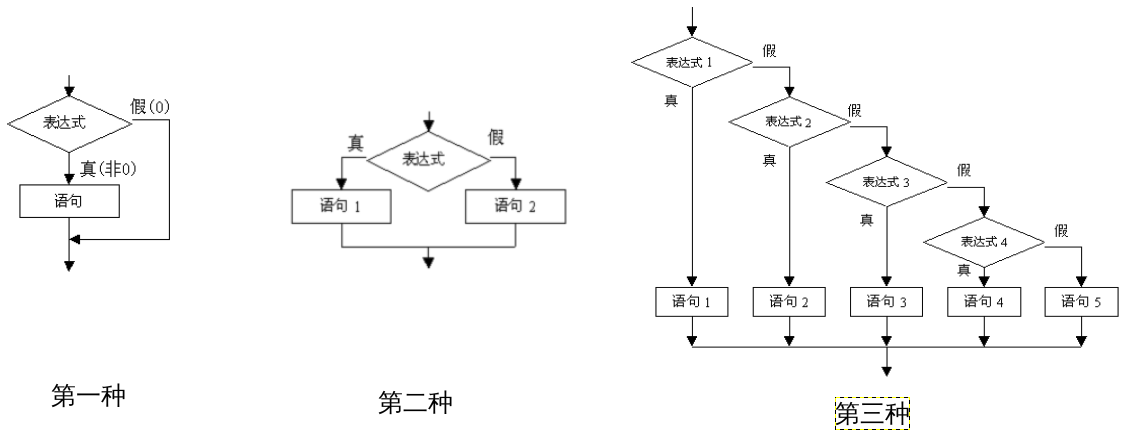 表达式
假(0)
真(非0)
语句
第一种
真
表达式
假
语句 1
语句 2
第二种
表达式 1
假
真
表达式 2
假
真
表达式 3
假
真
表达式 4
假
真
语句 1
语句 2
语句 3
语句 4
语句 5
第三种